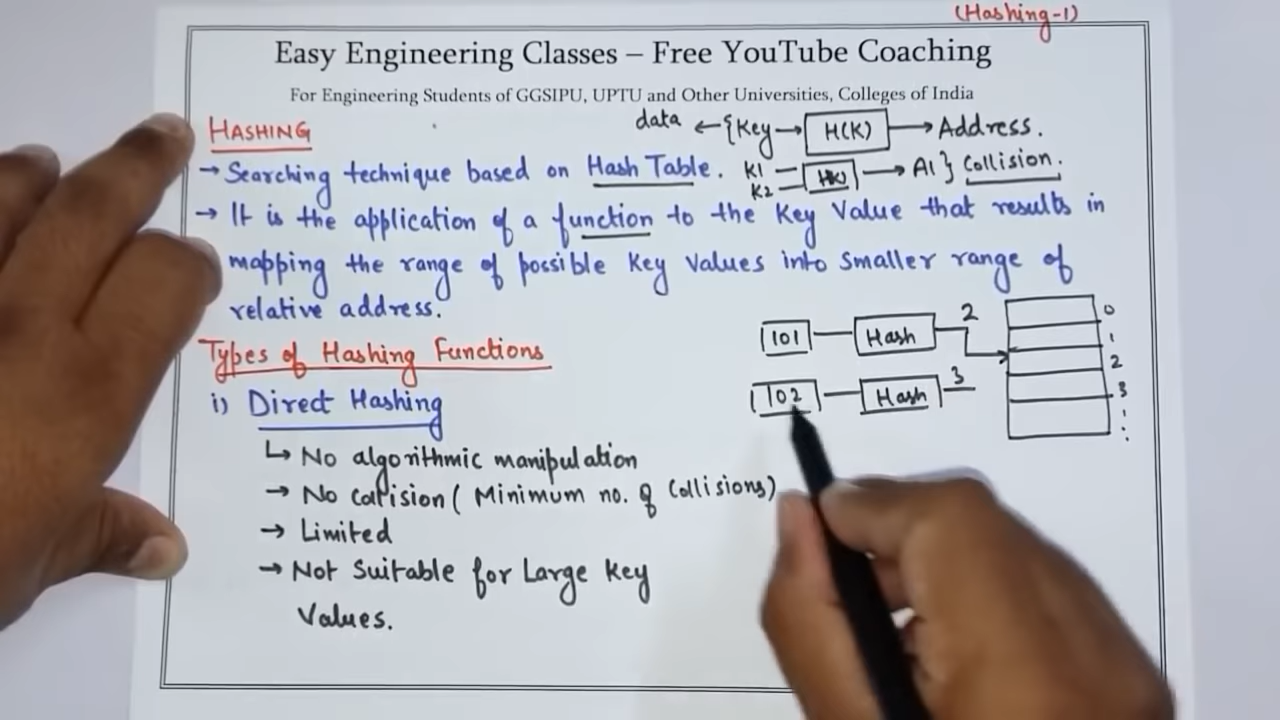 (Hashing-1)
Easy Engineering Classes – Free YouTube Coaching
For Engineering Students of GGSIPU, UPTU and Other Universities, Colleges of India
HASHING
data ← {Key → H(K) → Address.
→ Searching technique based on Hash Table.
K1
K2 H(K) → A1 } Collision.
→ It is the application of a function to the Key Value that results in
mapping the range of possible Key Values into smaller range of
relative address.
Types of Hashing Functions
101 Hash 2
102 Hash 3
0
1
2
3
i) Direct Hashing
↳ No algorithmic manipulation
→ No collision ( Minimum no. of Collisions)
→ Limited
→ Not Suitable for Large Key
Values.